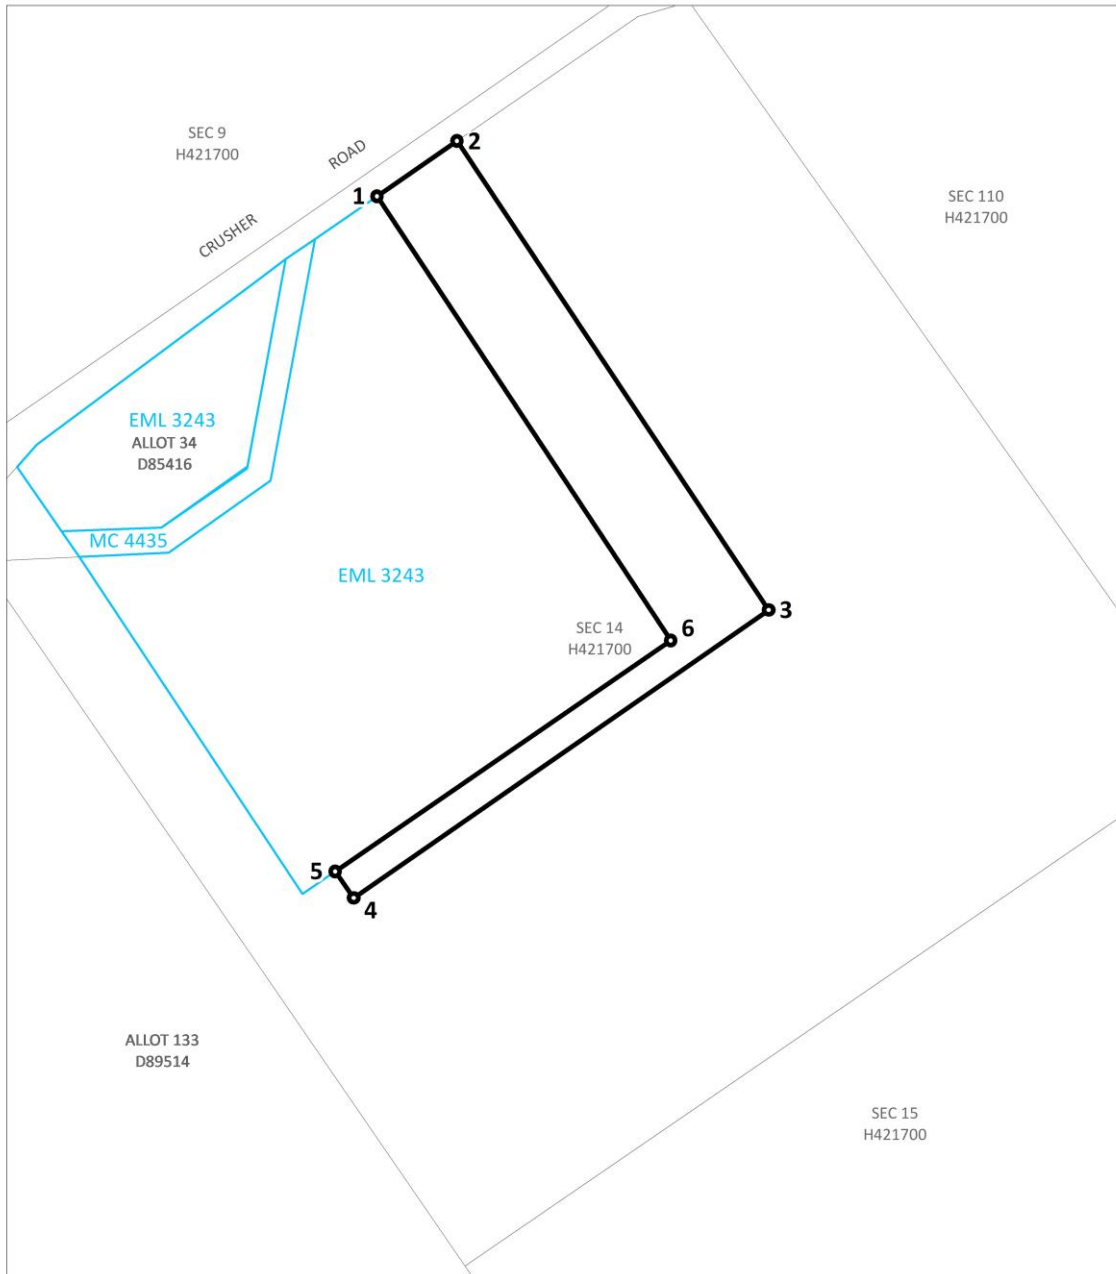 SEC 9
H421700
ROAD
CRUSHER
2
1
SEC 110
H421700
EML 3243
ALLOT 34
D85416
MC 4435
EML 3243
3
6
SEC 14
H421700
5
4
ALLOT 133
D89514
SEC 15
H421700